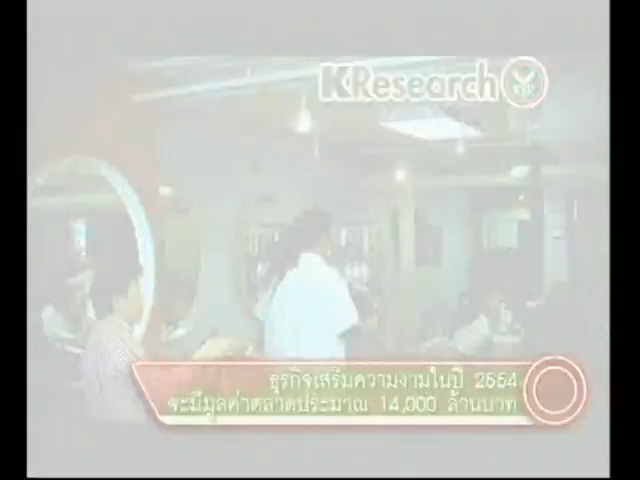 KResearch
ธุรกิจเสริมความงามในปี 2554
จะมีมูลค่าตลาดประมาณ 14,000 ล้านบาท